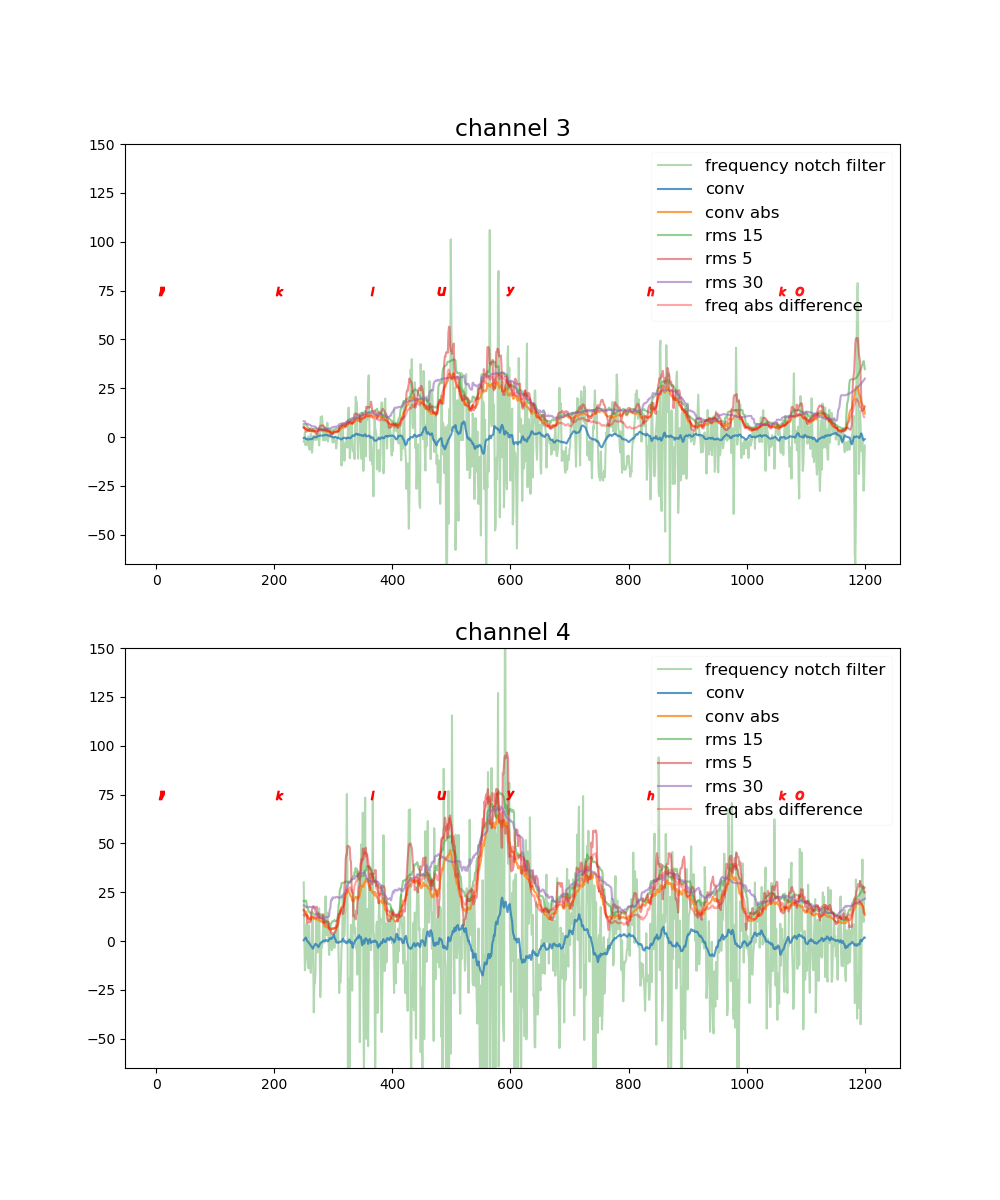 channel 3
150
125
100
75
50
25
0
−25
−50
frequency notch filter
conv
conv abs
rms 15
rms 5
rms 30
freq abs difference
k l u y h k o
0 200 400 600 800 1000 1200
channel 4
150
125
100
75
50
25
0
−25
−50
frequency notch filter
conv
conv abs
rms 15
rms 5
rms 30
freq abs difference
k l u y h k o
0 200 400 600 800 1000 1200